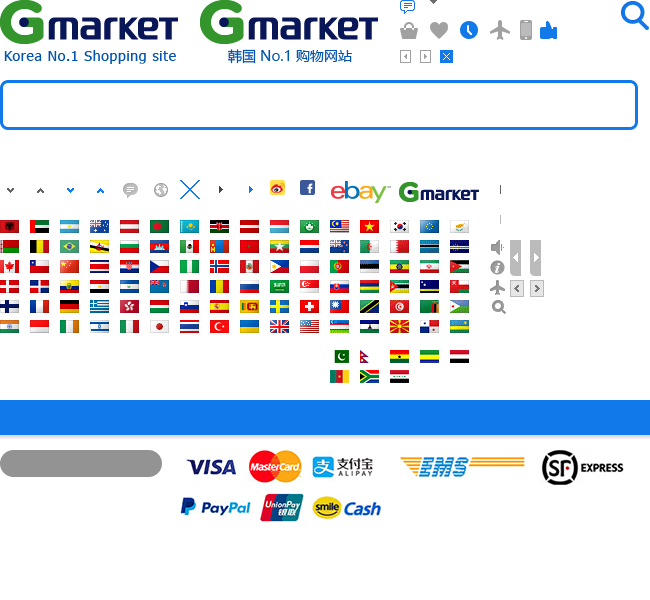 Gmarket
Korea No.1 Shopping site
Gmarket
韩国 No.1 购物网站
ebay™
Gmarket
VISA
MasterCard
支付宝
ALIPAY
EMS
SF EXPRESS
PayPal
UnionPay
银联
smile Cash